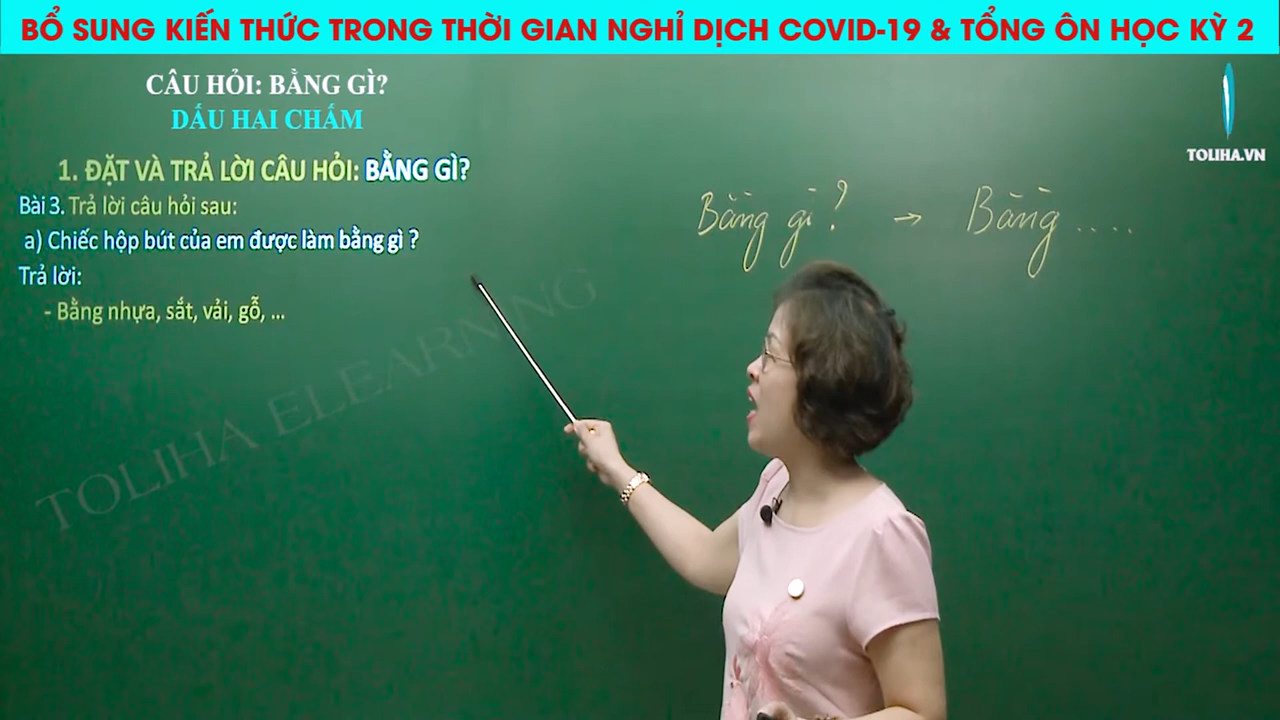 BỔ SUNG KIẾN THỨC TRONG THỜI GIAN NGHỈ DỊCH COVID-19 & TỔNG ÔN HỌC KỲ 2
CÂU HỎI: BẰNG GÌ?
DẤU HAI CHẤM
TOLIHA.VN
1. ĐẶT VÀ TRẢ LỜI CÂU HỎI: BẰNG GÌ?
Bài 3. Trả lời câu hỏi sau:
a) Chiếc hộp bút của em được làm bằng gì ?
Trả lời:
- Bằng nhựa, sắt, vải, gỗ, ...
Bằng gì? → Bằng ....
TOLIHA ELEARNING